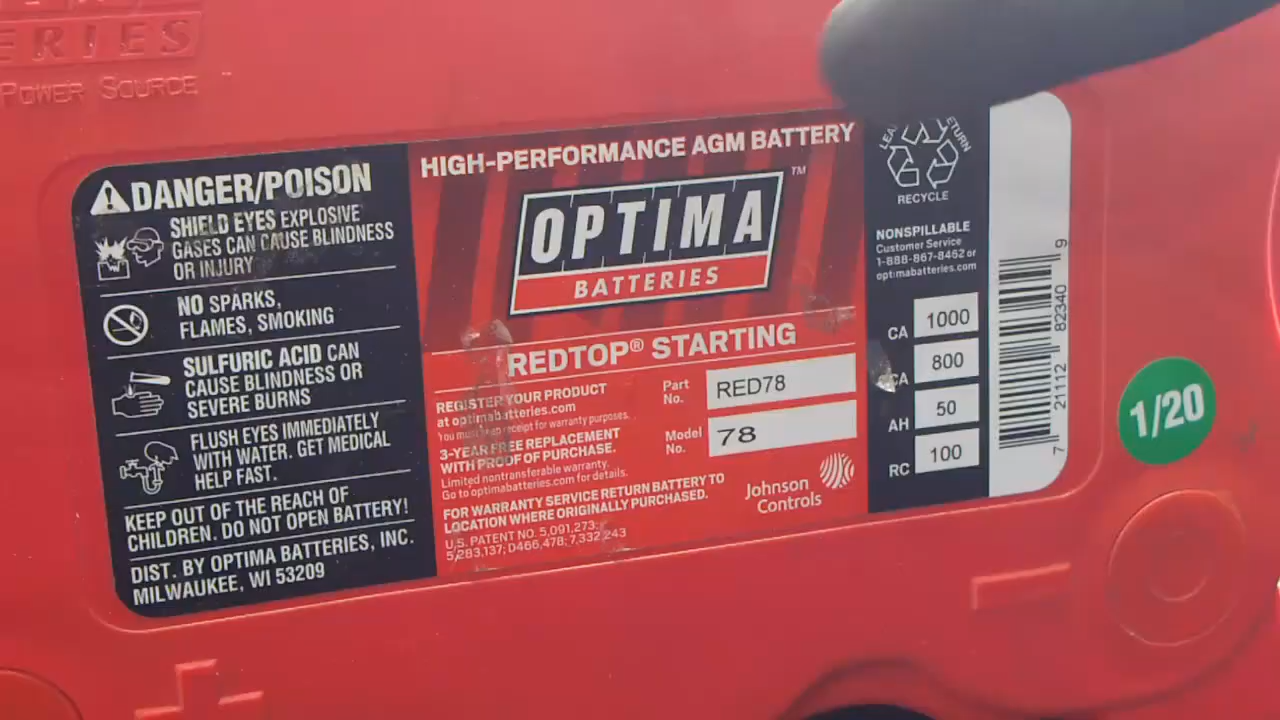 ERIES
POWER SOURCE
DANGER/POISON
SHIELD EYES EXPLOSIVE
GASES CAN CAUSE BLINDNESS
OR INJURY
NO SPARKS,
FLAMES, SMOKING
SULFURIC ACID CAN
CAUSE BLINDNESS OR
SEVERE BURNS
FLUSH EYES IMMEDIATELY
WITH WATER. GET MEDICAL
HELP FAST.
KEEP OUT OF THE REACH OF
CHILDREN. DO NOT OPEN BATTERY!
DIST. BY OPTIMA BATTERIES, INC.
MILWAUKEE, WI 53209
HIGH-PERFORMANCE AGM BATTERY
OPTIMA™
BATTERIES
REDTOP® STARTING
REGISTER YOUR PRODUCT
at optimabatteries.com
You must keep receipt for warranty purposes.
3-YEAR FREE REPLACEMENT
WITH PROOF OF PURCHASE.
Limited nontransferable warranty.
Go to optimabatteries.com for details.
FOR WARRANTY SERVICE RETURN BATTERY TO
LOCATION WHERE ORIGINALLY PURCHASED.
U.S. PATENT NO. 5,091,273;
5,283,137; D466,478; 7,332,243
Part No. RED78
Model No. 78
Johnson
Controls
RECYCLE
NONSPILLABLE
Customer Service
1-888-867-8462 or
optimabatteries.com
CA 1000
CA 800
AH 50
RC 100
7 21112 82340 9
1/20